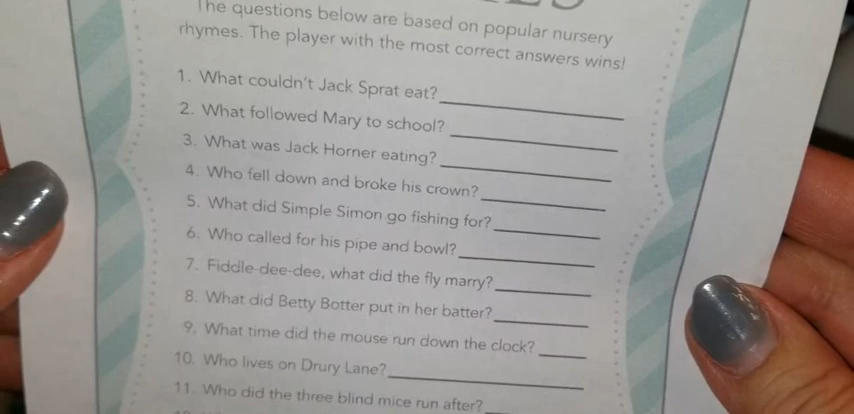 The questions below are based on popular nursery
rhymes. The player with the most correct answers wins!
1. What couldn't Jack Sprat eat?
2. What followed Mary to school?
3. What was Jack Horner eating?
4. Who fell down and broke his crown?
5. What did Simple Simon go fishing for?
6. Who called for his pipe and bowl?
7. Fiddle-dee-dee, what did the fly marry?
8. What did Betty Botter put in her batter?
9. What time did the mouse run down the clock?
10. Who lives on Drury Lane?
11. Who did the three blind mice run after?